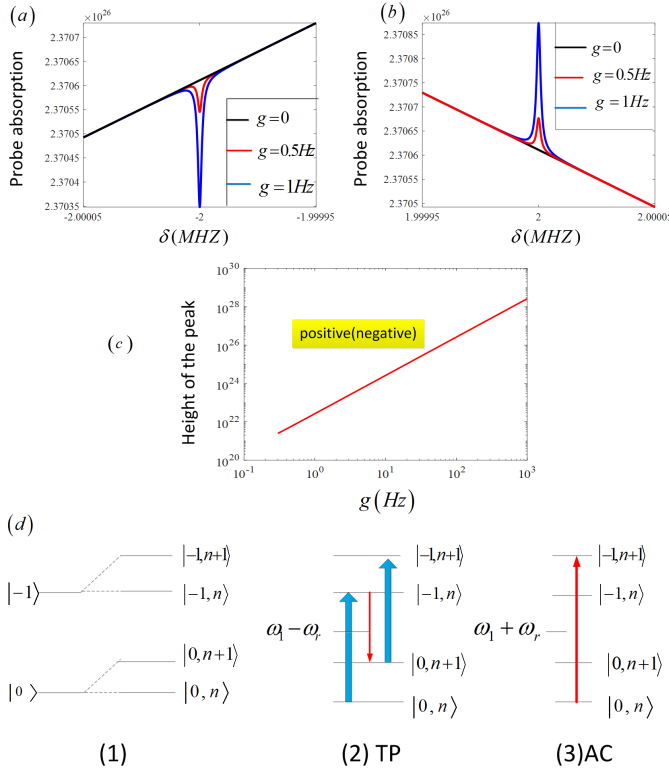 (a)
×10^26
2.3707
2.37065
2.3706
2.37055
2.3705
2.37045
2.3704
2.37035
Probe absorption
g=0
g=0.5Hz
g=1Hz
-2.00005
-2
-1.99995
δ(MHZ)
(b)
×10^26
2.37085
2.3708
2.37075
2.3707
2.37065
2.3706
2.37055
2.3705
Probe absorption
g=0
g=0.5Hz
g=1Hz
1.99995
2
2.00005
δ(MHZ)
(c)
10^30
10^28
10^26
10^24
10^22
10^20
Height of the peak
positive(negative)
10^-1
10^0
10^1
10^2
10^3
g(Hz)
(d)
|-1⟩
|0⟩
|-1,n+1⟩
|-1,n⟩
|0,n+1⟩
|0,n⟩
(1)
ω₁-ωᵣ
|-1,n+1⟩
|-1,n⟩
|0,n+1⟩
|0,n⟩
(2) TP
ω₁+ωᵣ
|-1,n+1⟩
|-1,n⟩
|0,n+1⟩
|0,n⟩
(3)AC